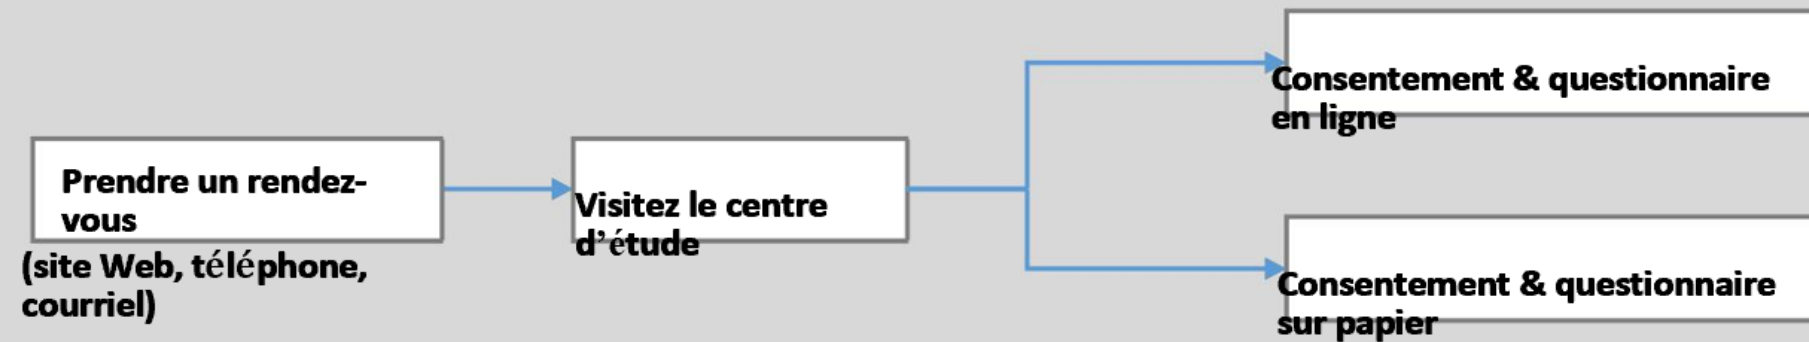 Prendre un rendez-
vous
(site Web, téléphone,
courriel)
Visitez le centre
d’étude
Consentement & questionnaire
en ligne
Consentement & questionnaire
sur papier